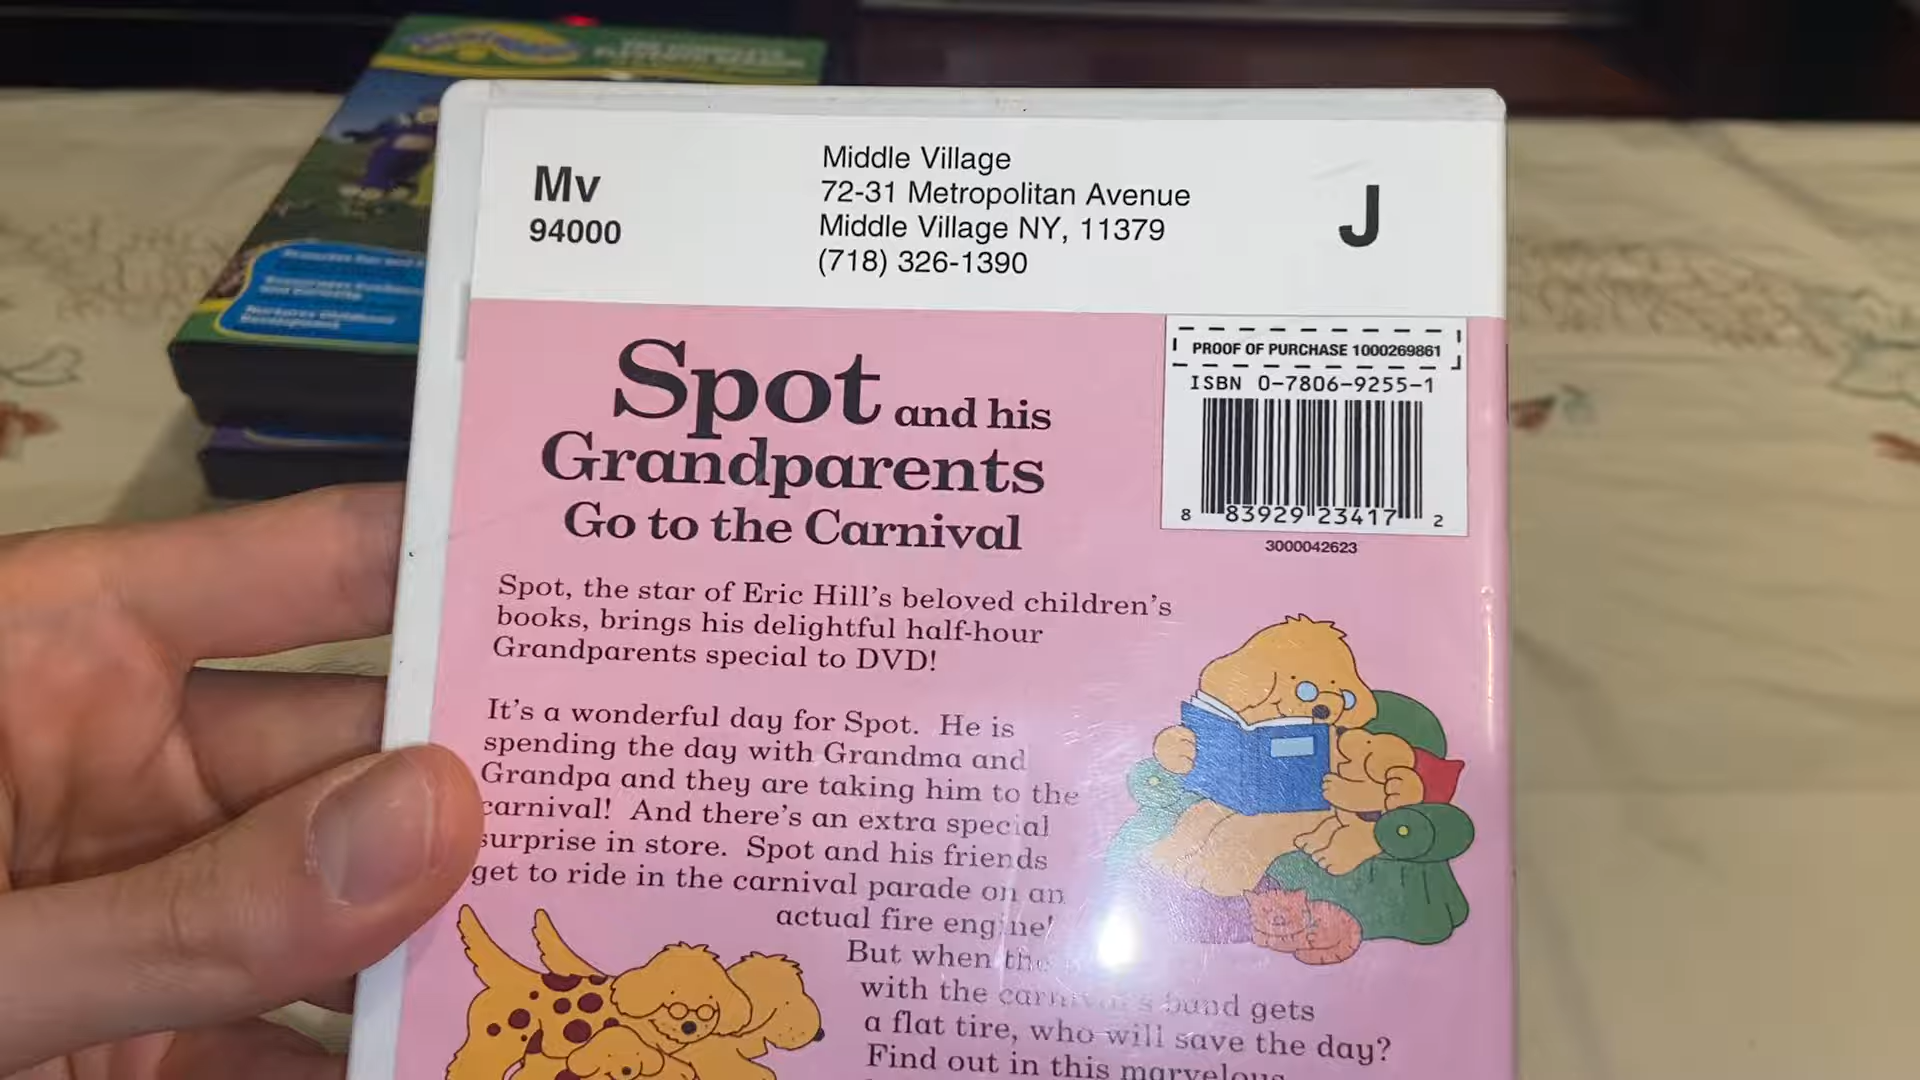 Mv
94000
Middle Village
72-31 Metropolitan Avenue
Middle Village NY, 11379
(718) 326-1390
J
PROOF OF PURCHASE 1000269861
ISBN 0-7806-9255-1
8 83929 23417 2
3000042623
Spot and his
Grandparents
Go to the Carnival
Spot, the star of Eric Hill's beloved children's
books, brings his delightful half-hour
Grandparents special to DVD!
It's a wonderful day for Spot. He is
spending the day with Grandma and
Grandpa and they are taking him to the
carnival! And there's an extra special
surprise in store. Spot and his friends
get to ride in the carnival parade on an
actual fire engine!
But when the
with the carnival's band gets
a flat tire, who will save the day?
Find out in this marvelous